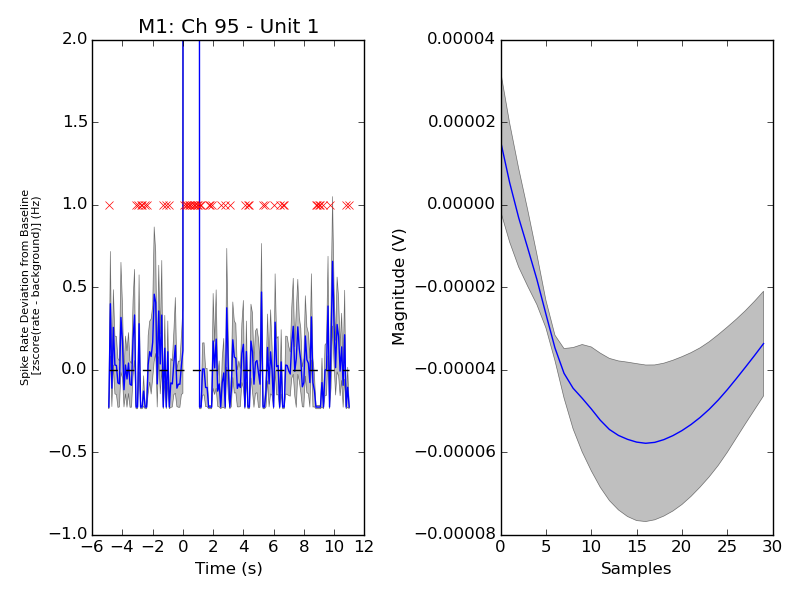 M1: Ch 95 - Unit 1
2.0
1.5
1.0
0.5
0.0
−0.5
−1.0
−6 −4 −2 0 2 4 6 8 10 12
Time (s)
Spike Rate Deviation from Baseline
[zscore(rate - background)] (Hz)
0.00004
0.00002
0.00000
−0.00002
−0.00004
−0.00006
−0.00008
0 5 10 15 20 25 30
Samples
Magnitude (V)